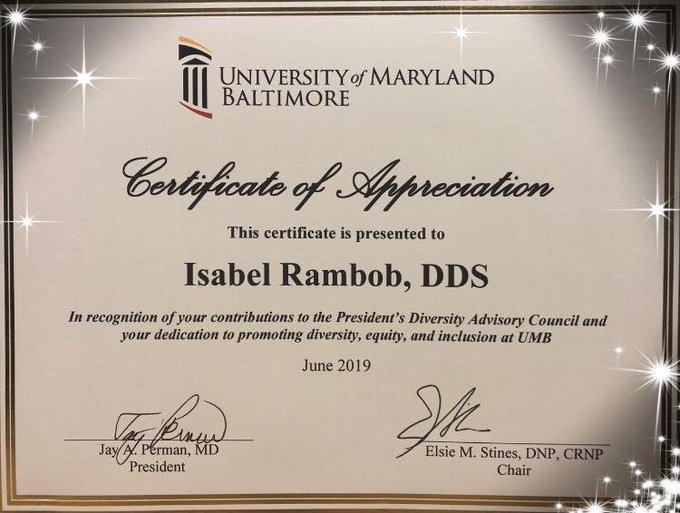 UNIVERSITY of MARYLAND
BALTIMORE
Certificate of Appreciation
This certificate is presented to
Isabel Rambob, DDS
In recognition of your contributions to the President's Diversity Advisory Council and
your dedication to promoting diversity, equity, and inclusion at UMB
June 2019
Jay Perman
Jay A. Perman, MD
President
Elsie M. Stines, DNP, CRNP
Chair